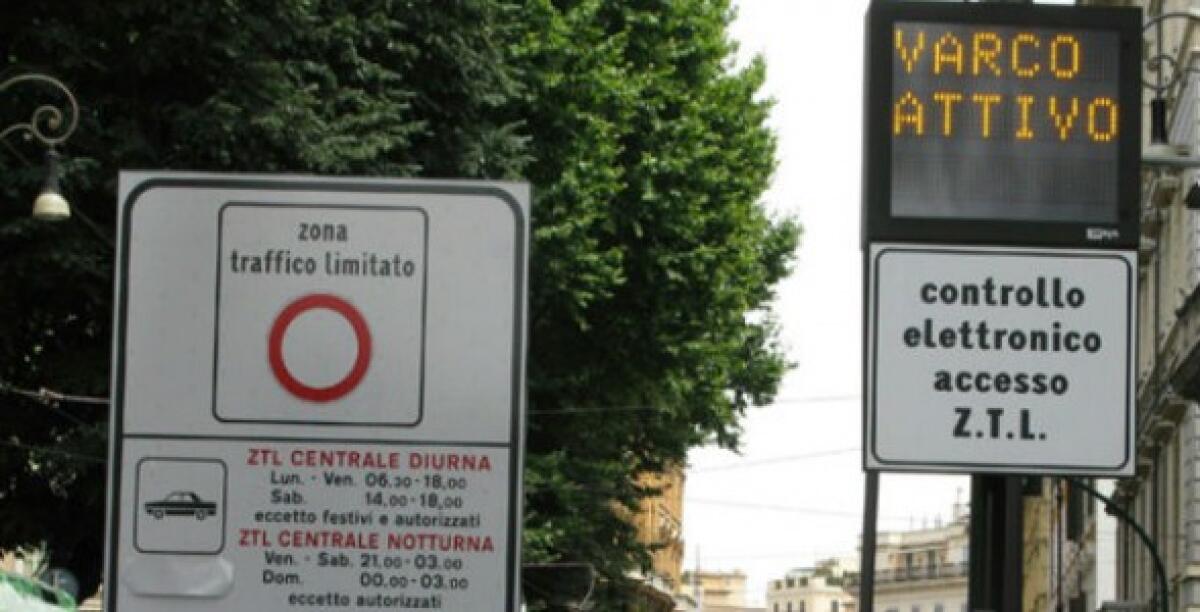 zona
traffico limitato
ZTL CENTRALE DIURNA
Lun. - Ven. 06.30-18,00
Sab. 14.00-18,00
eccetto festivi e autorizzati
ZTL CENTRALE NOTTURNA
Ven. - Sab. 21.00-03.00
Dom. 00.00-03.00
eccetto autorizzati
VARCO
ATTIVO
controllo
elettronico
accesso
Z.T.L.